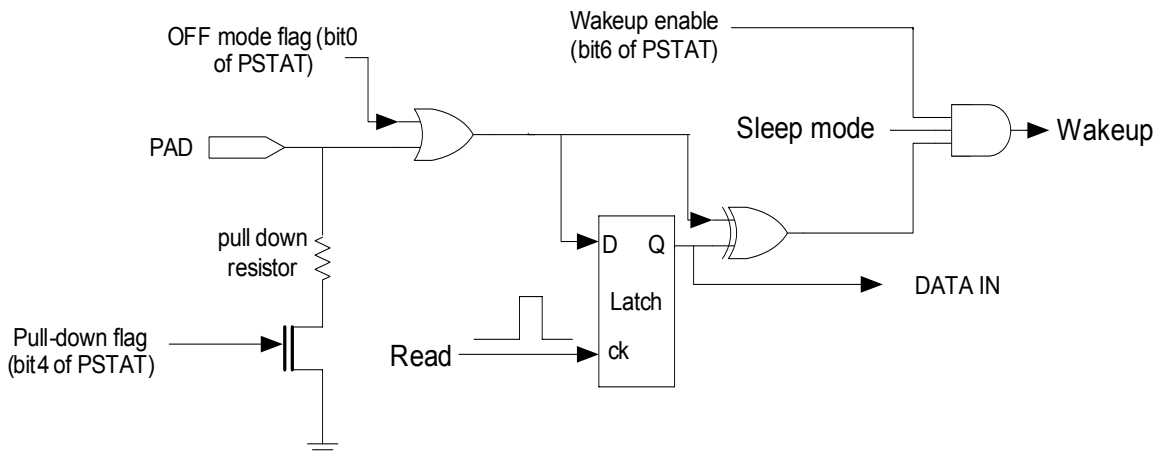 OFF mode flag (bit0
of PSTAT)
Wakeup enable
(bit6 of PSTAT)
Sleep mode
Wakeup
PAD
pull down
resistor
D
Q
Latch
ck
DATA IN
Pull-down flag
(bit4 of PSTAT)
Read